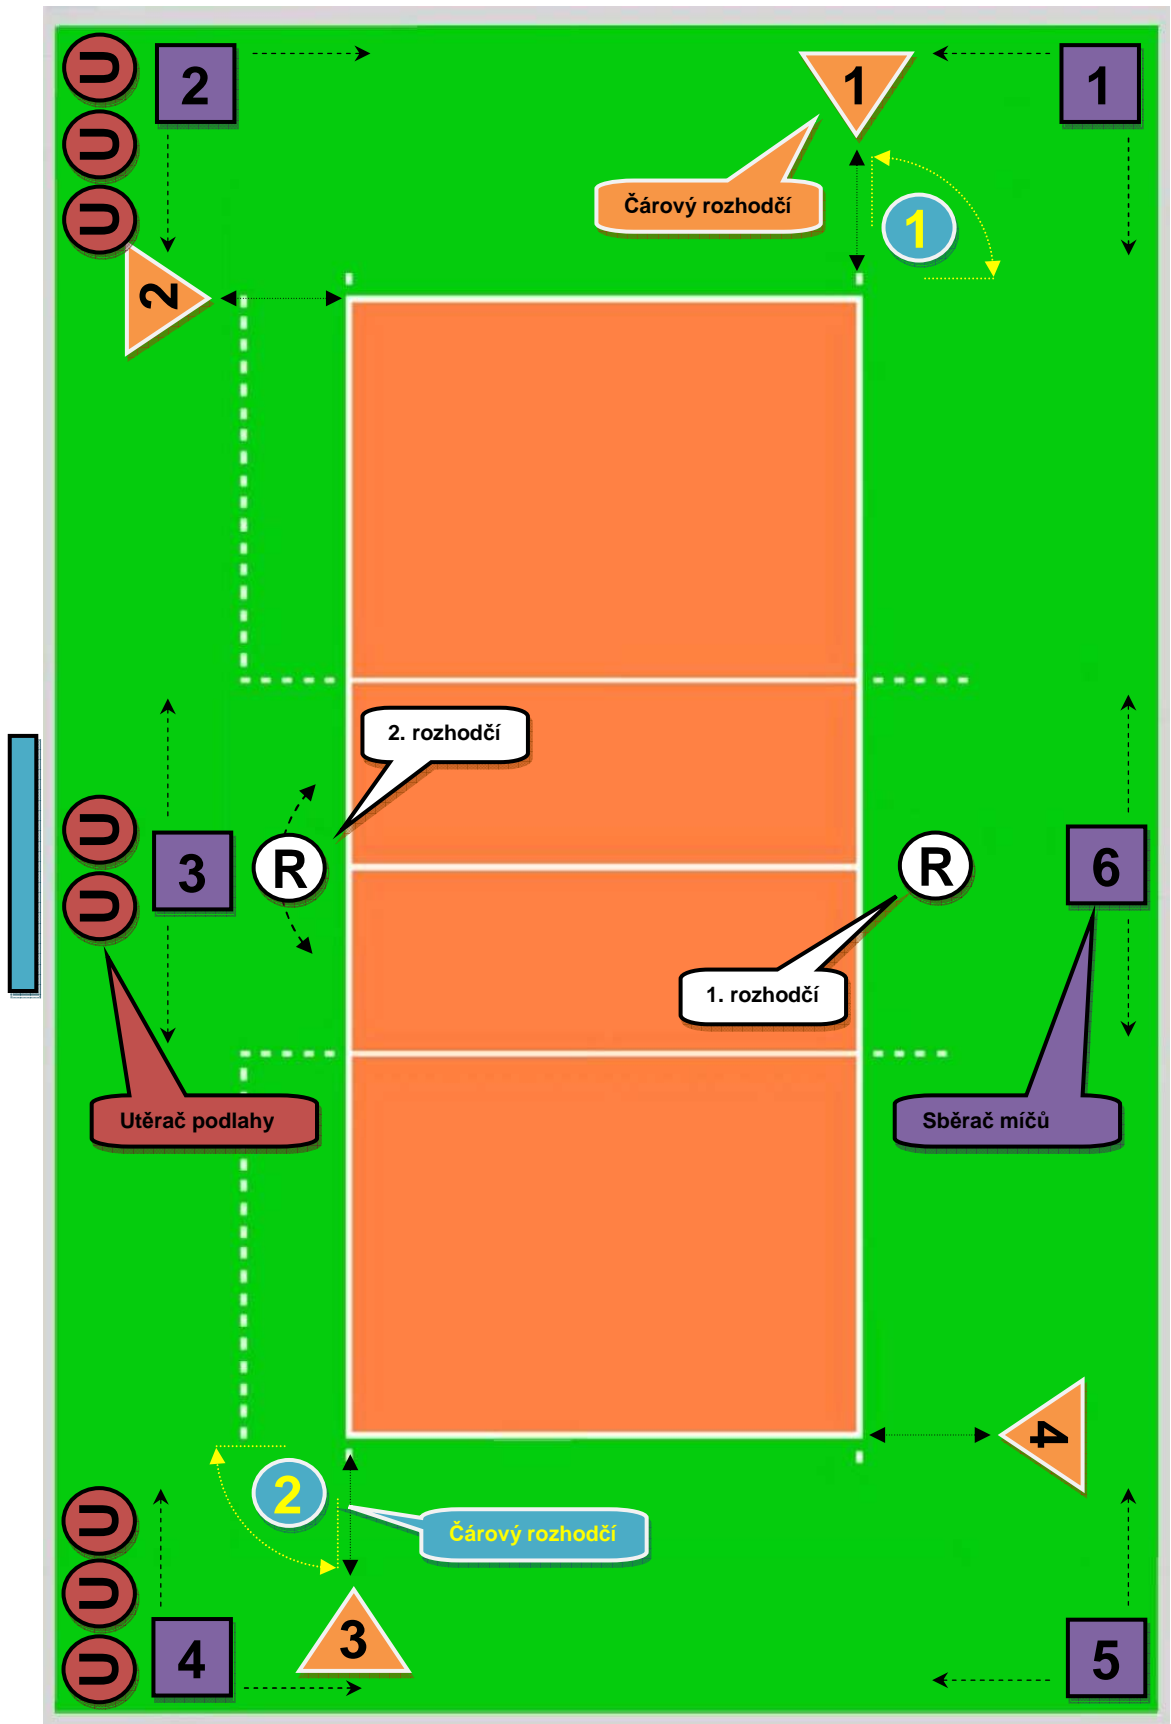 U
2
1
1
U
Čárový rozhodčí
U
1
2
2. rozhodčí
U
3
R
R
6
U
1. rozhodčí
Utěrač podlahy
Sběrač míčů
4
2
U
Čárový rozhodčí
U
3
U
4
5